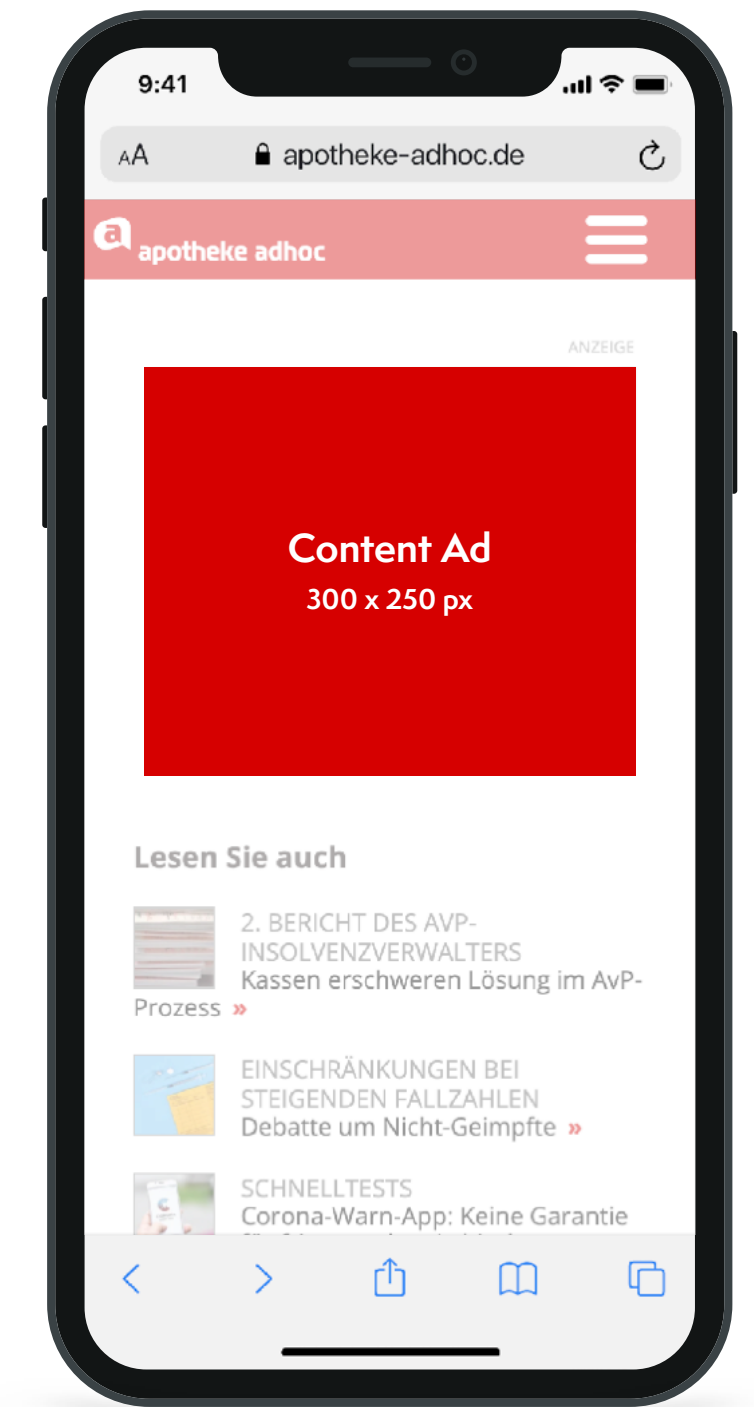 9:41
AA apotheke-adhoc.de
a apotheke adhoc
ANZEIGE
Content Ad
300 x 250 px
Lesen Sie auch
2. BERICHT DES AVP-
INSOLVENZVERWALTERS
Kassen erschweren Lösung im AvP-
Prozess »
EINSCHRÄNKUNGEN BEI
STEIGENDEN FALLZAHLEN
Debatte um Nicht-Geimpfte »
SCHNELLTESTS
Corona-Warn-App: Keine Garantie